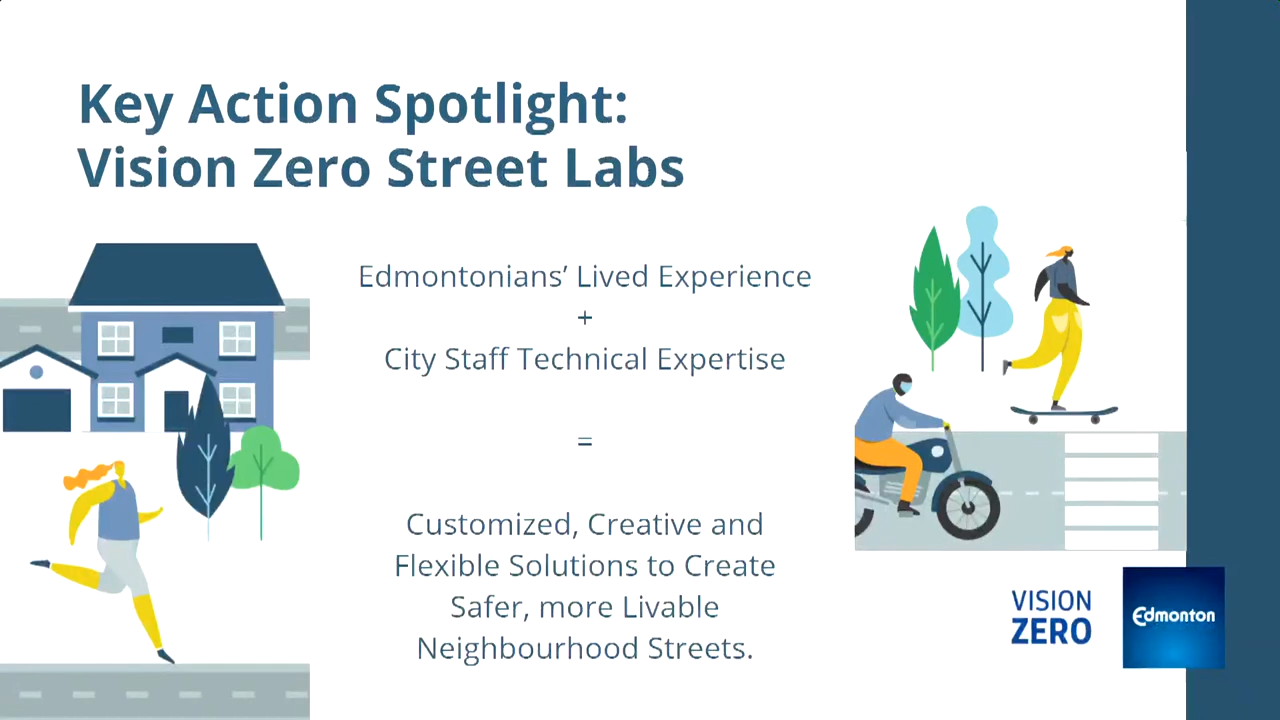 Key Action Spotlight:
Vision Zero Street Labs
Edmontonians’ Lived Experience
+
City Staff Technical Expertise
=
Customized, Creative and
Flexible Solutions to Create
Safer, more Livable
Neighbourhood Streets.
VISION
ZERO
Edmonton